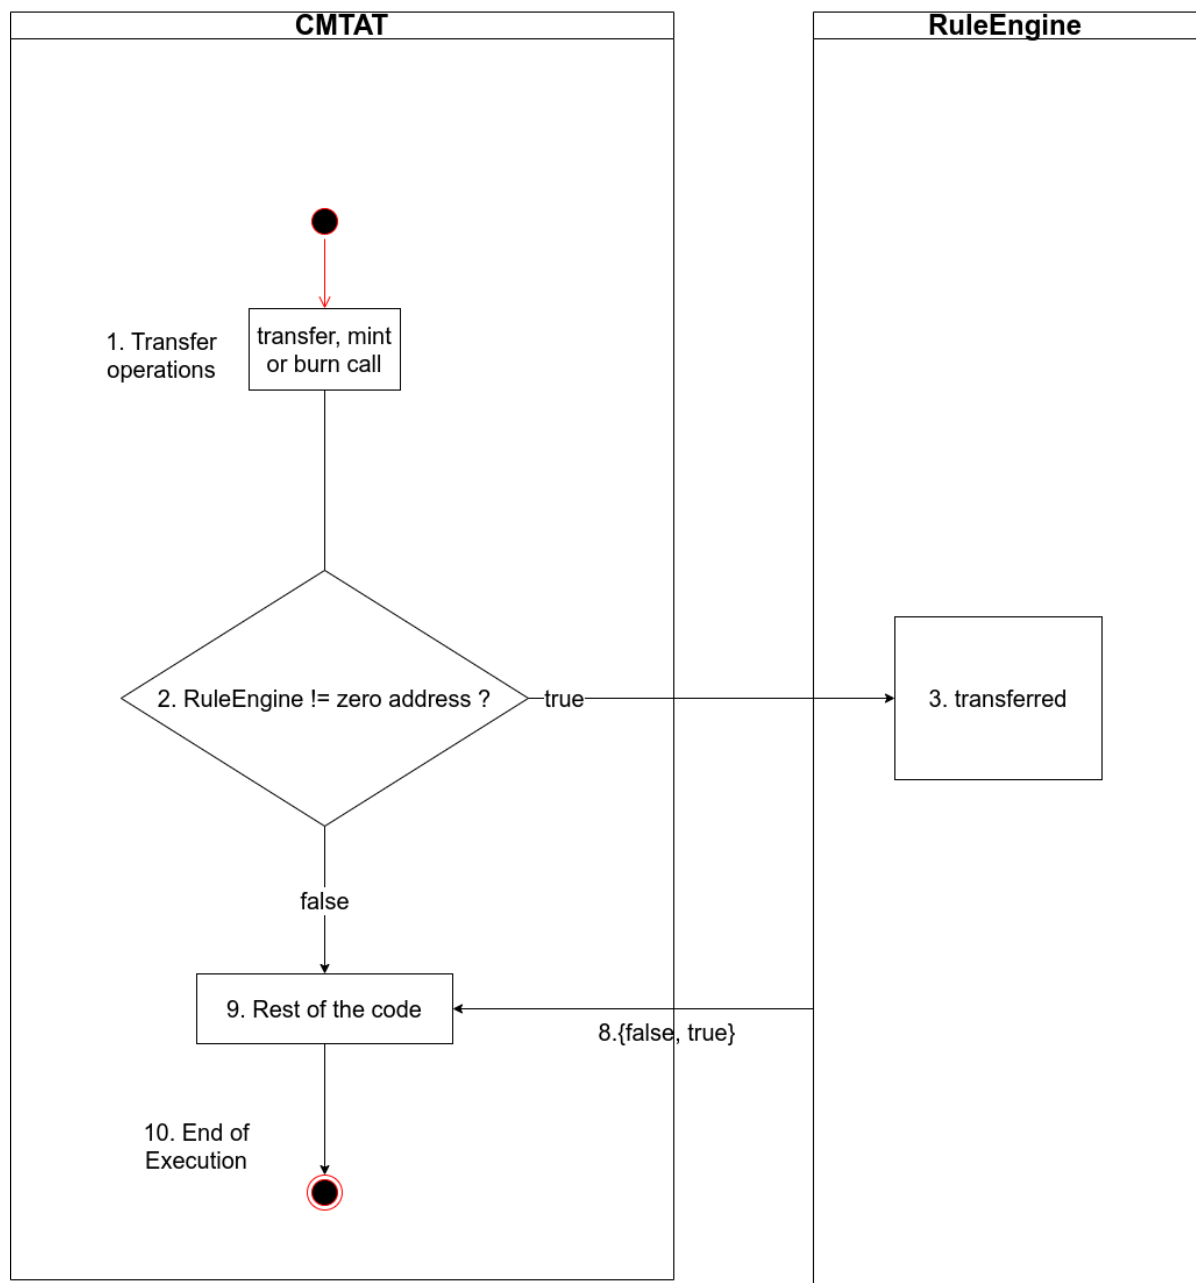 CMTAT
RuleEngine
1. Transfer
operations
transfer, mint
or burn call
2. RuleEngine != zero address ?
true
3. transferred
false
9. Rest of the code
8.{false, true}
10. End of
Execution